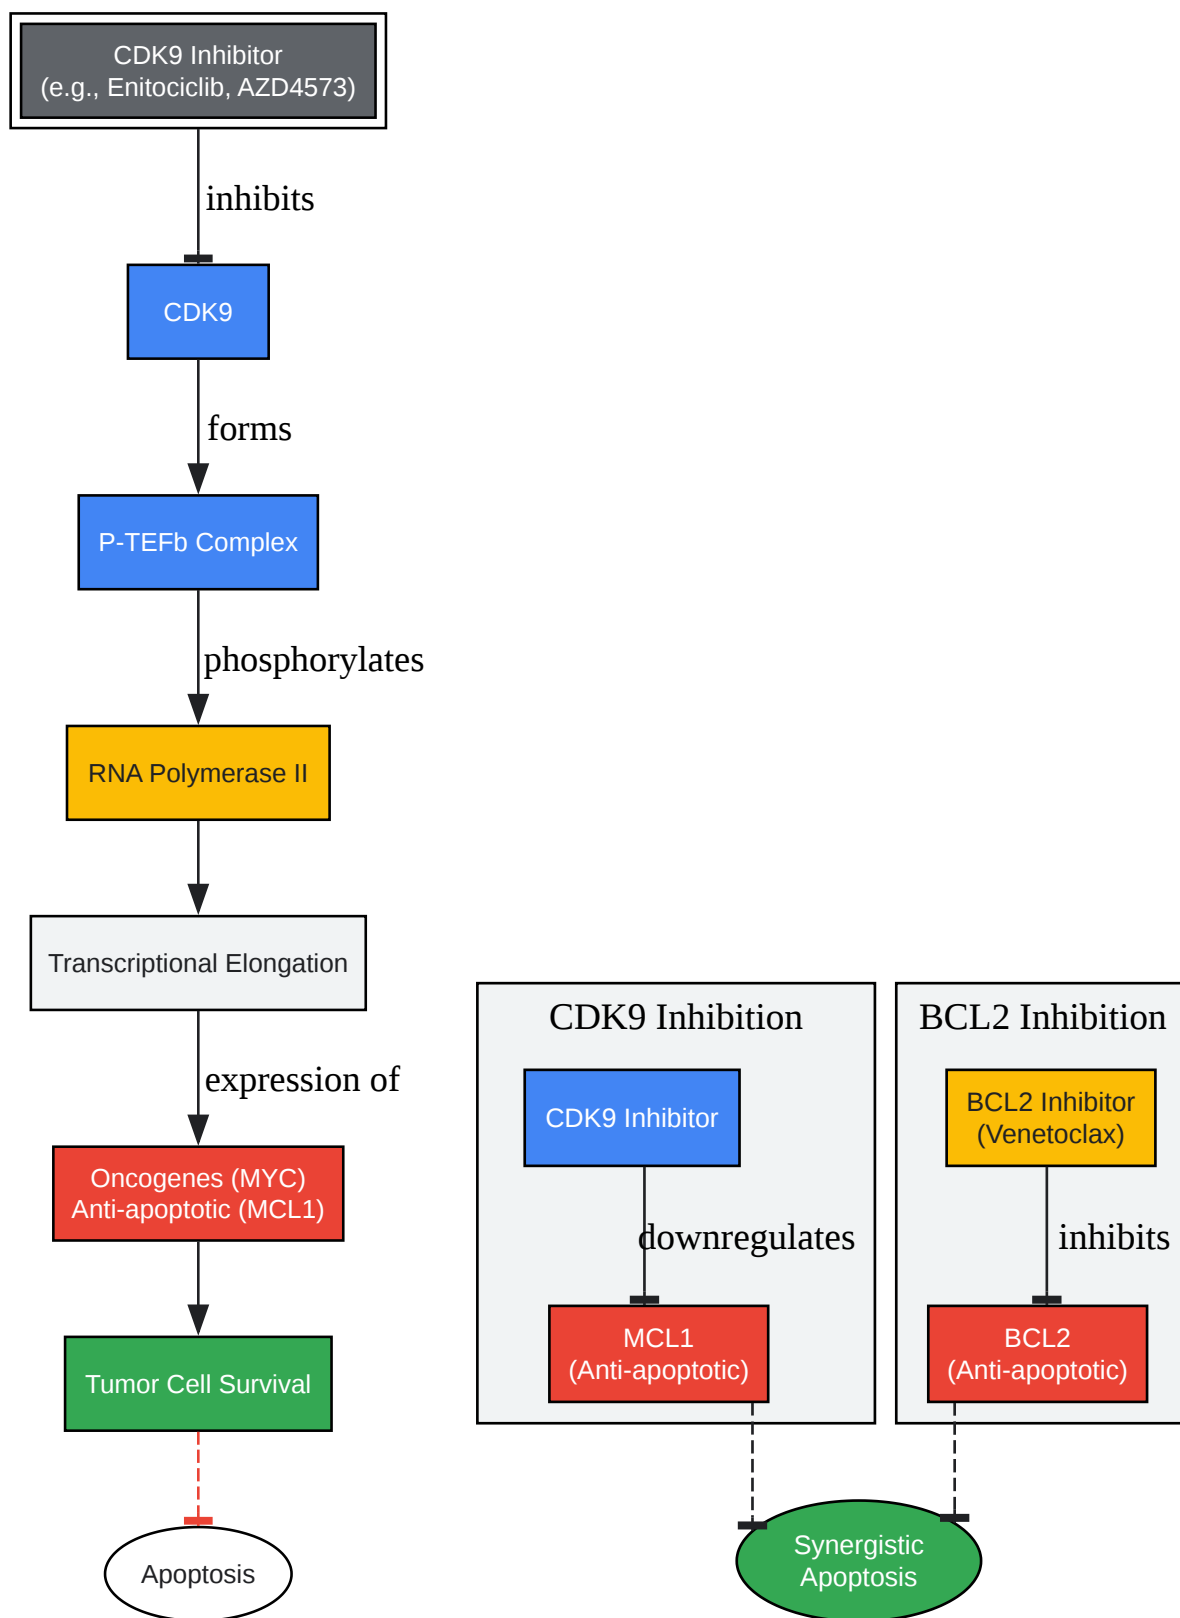 CDK9 Inhibitor
(e.g., Enitociclib, AZD4573)
inhibits
CDK9
forms
P-TEFb Complex
phosphorylates
RNA Polymerase II
Transcriptional Elongation
expression of
Oncogenes (MYC)
Anti-apoptotic (MCL1)
Tumor Cell Survival
Apoptosis
CDK9 Inhibition
CDK9 Inhibitor
downregulates
MCL1
(Anti-apoptotic)
BCL2 Inhibition
BCL2 Inhibitor
(Venetoclax)
inhibits
BCL2
(Anti-apoptotic)
Synergistic
Apoptosis